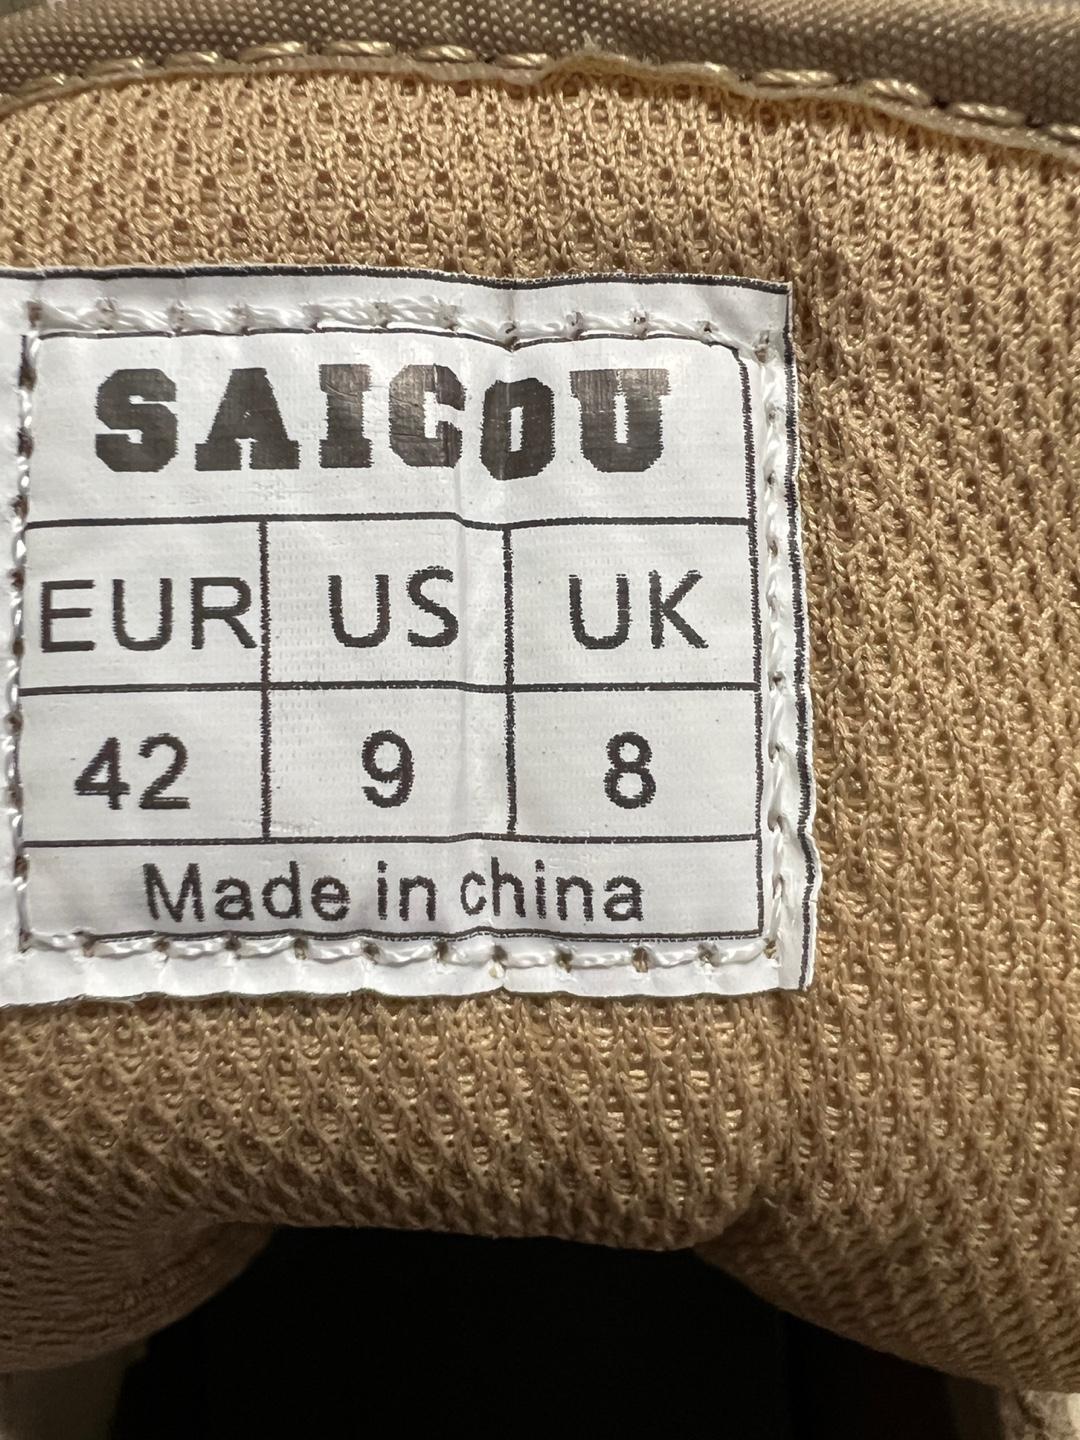 SAICOU
EUR US UK
42 9 8
Made in china